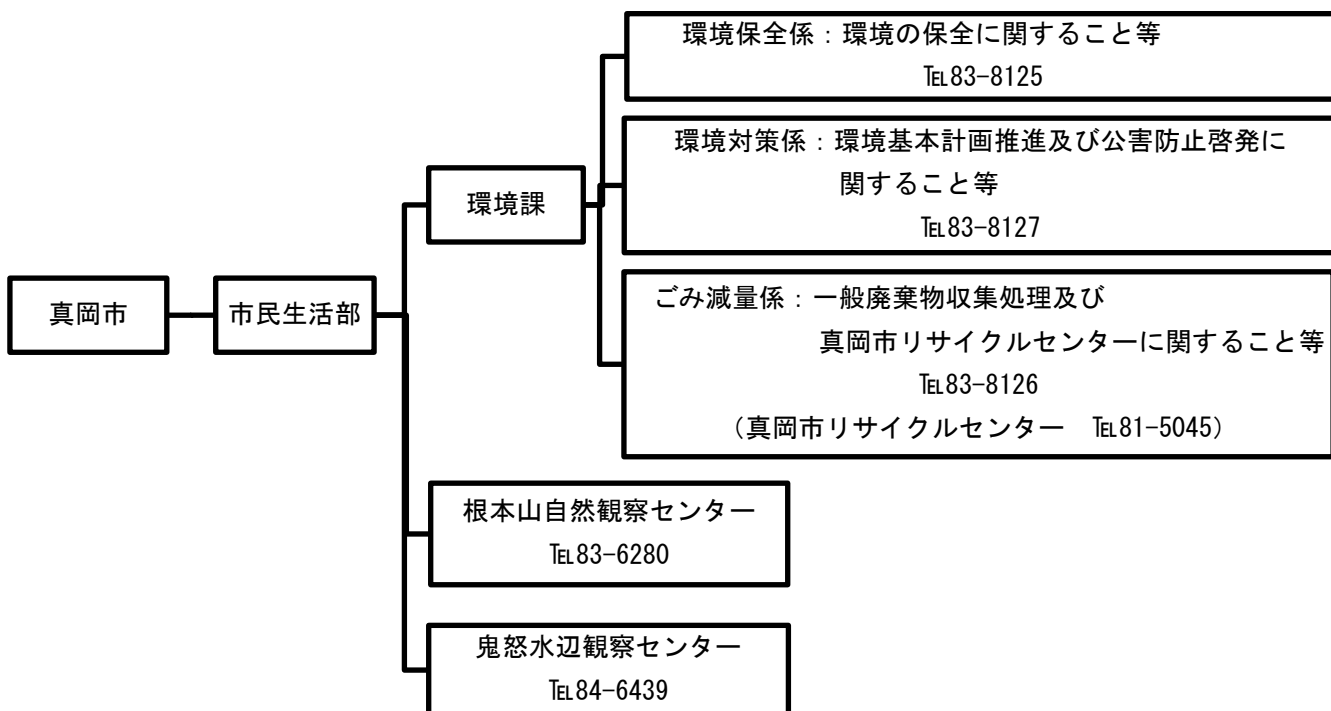 環境保全係：環境の保全に関すること等
℡83-8125
環境対策係：環境基本計画推進及び公害防止啓発に
関すること等
℡83-8127
環境課
真岡市
市民生活部
ごみ減量係：一般廃棄物収集処理及び
真岡市リサイクルセンターに関すること等
℡83-8126
（真岡市リサイクルセンター　℡81-5045）
根本山自然観察センター
℡83-6280
鬼怒水辺観察センター
℡84-6439